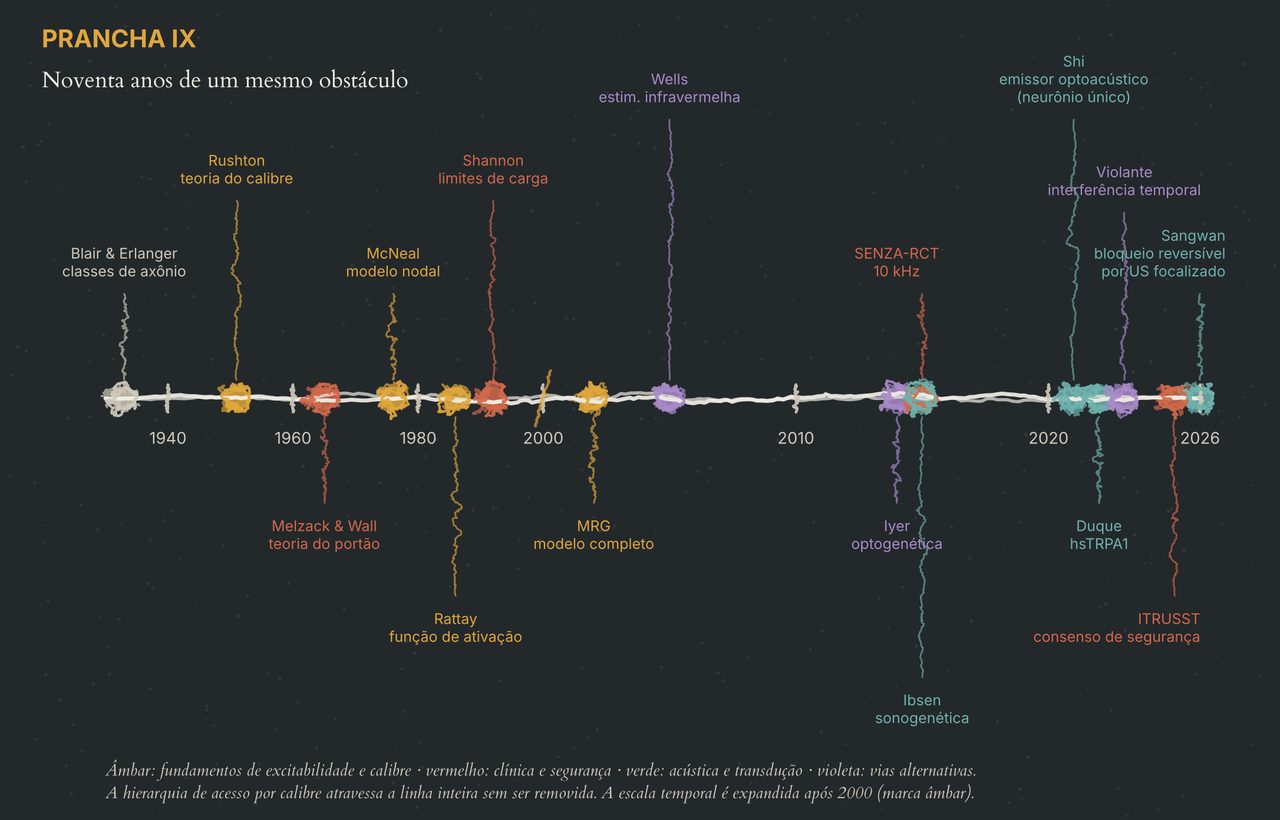 PRANCHA IX
Noventa anos de um mesmo obstáculo
Shi
emissor optoacústico
(neurônio único)
Wells
estim. infravermelha
Rushton
teoria do calibre
Shannon
limites de carga
Violante
interferência temporal
Blair & Erlanger
classes de axônio
McNeal
modelo nodal
SENZA-RCT
10 kHz
Sangwan
bloqueio reversível
por US focalizado
1940
1960
1980
2000
2010
2020
2026
Melzack & Wall
teoria do portão
MRG
modelo completo
Iyer
optogenética
Duque
hsTRPA1
Rattay
função de ativação
ITRUSST
consenso de segurança
Ibsen
sonogenética
Âmbar: fundamentos de excitabilidade e calibre · vermelho: clínica e segurança · verde: acústica e transdução · violeta: vias alternativas.
A hierarquia de acesso por calibre atravessa a linha inteira sem ser removida. A escala temporal é expandida após 2000 (marca âmbar).